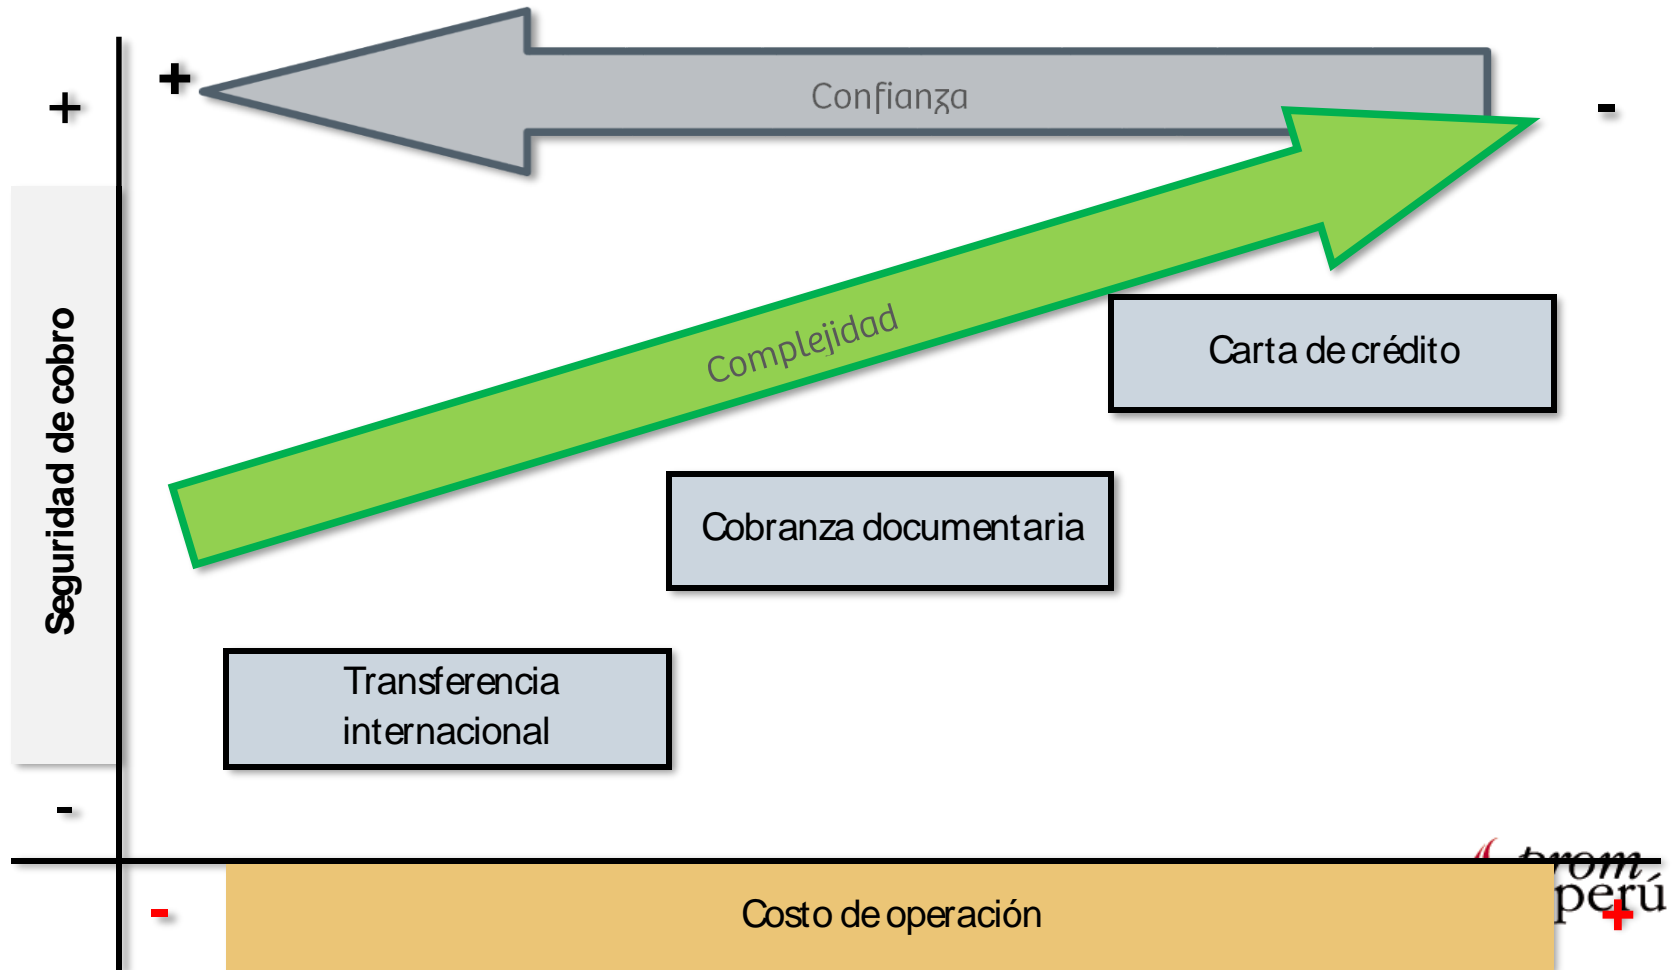 +
+
Confianza
-
Complejidad
Carta de crédito
Seguridad de cobro
Cobranza documentaria
Transferencia
internacional
-
prom
perú
-
Costo de operación
+